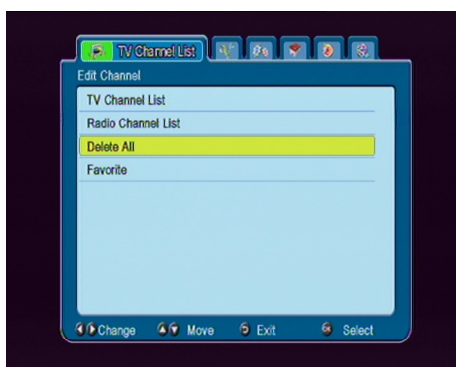 TV Channel List
Edit Channel
TV Channel List
Radio Channel List
Delete All
Favorite
Change Move Exit Select